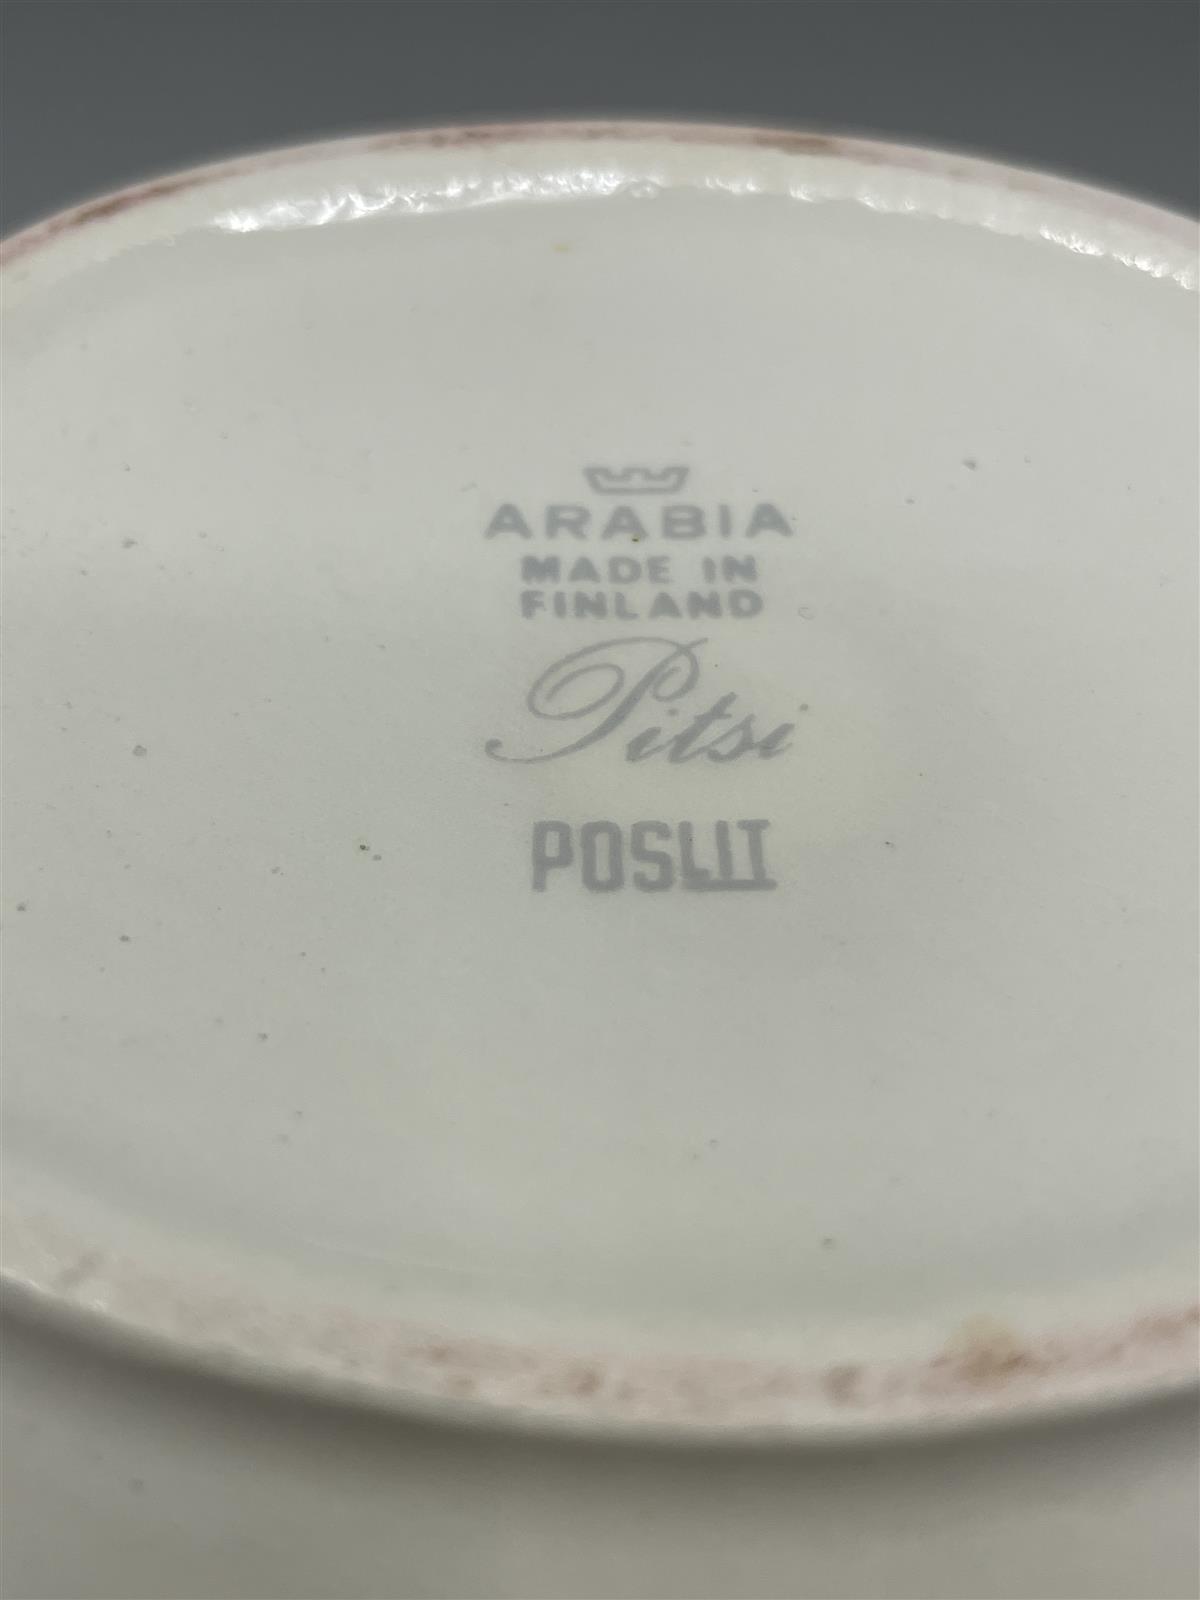 ARABIA
MADE IN
FINLAND
Pitsi
POSLII